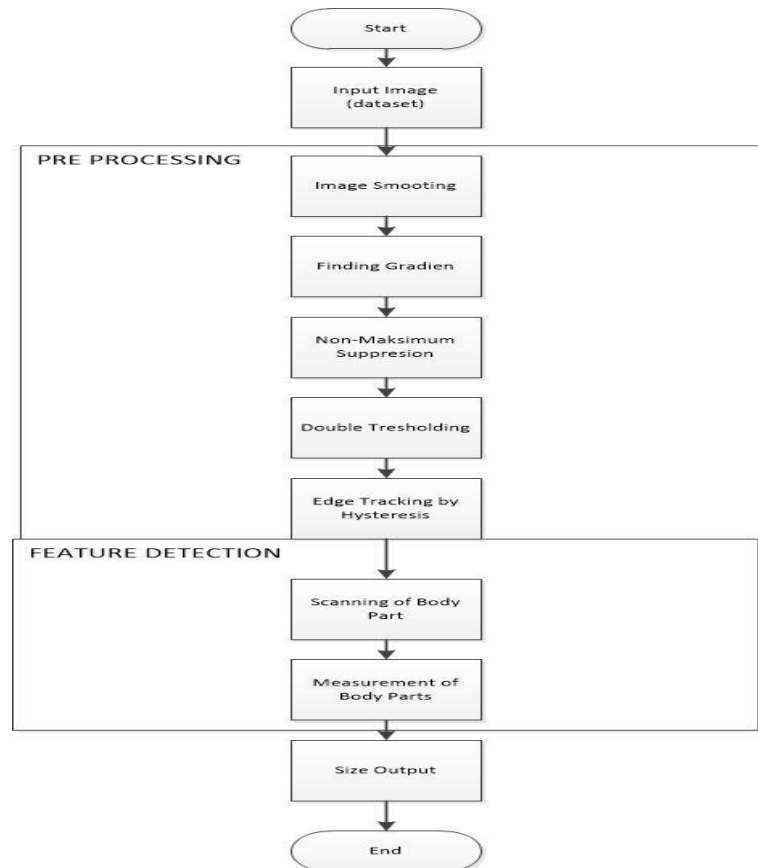 Start
Input Image
(dataset)
PRE PROCESSING
Image Smooting
Finding Gradien
Non-Maksimum
Suppresion
Double Tresholding
Edge Tracking by
Hysteresis
FEATURE DETECTION
Scanning of Body
Part
Measurement of
Body Parts
Size Output
End